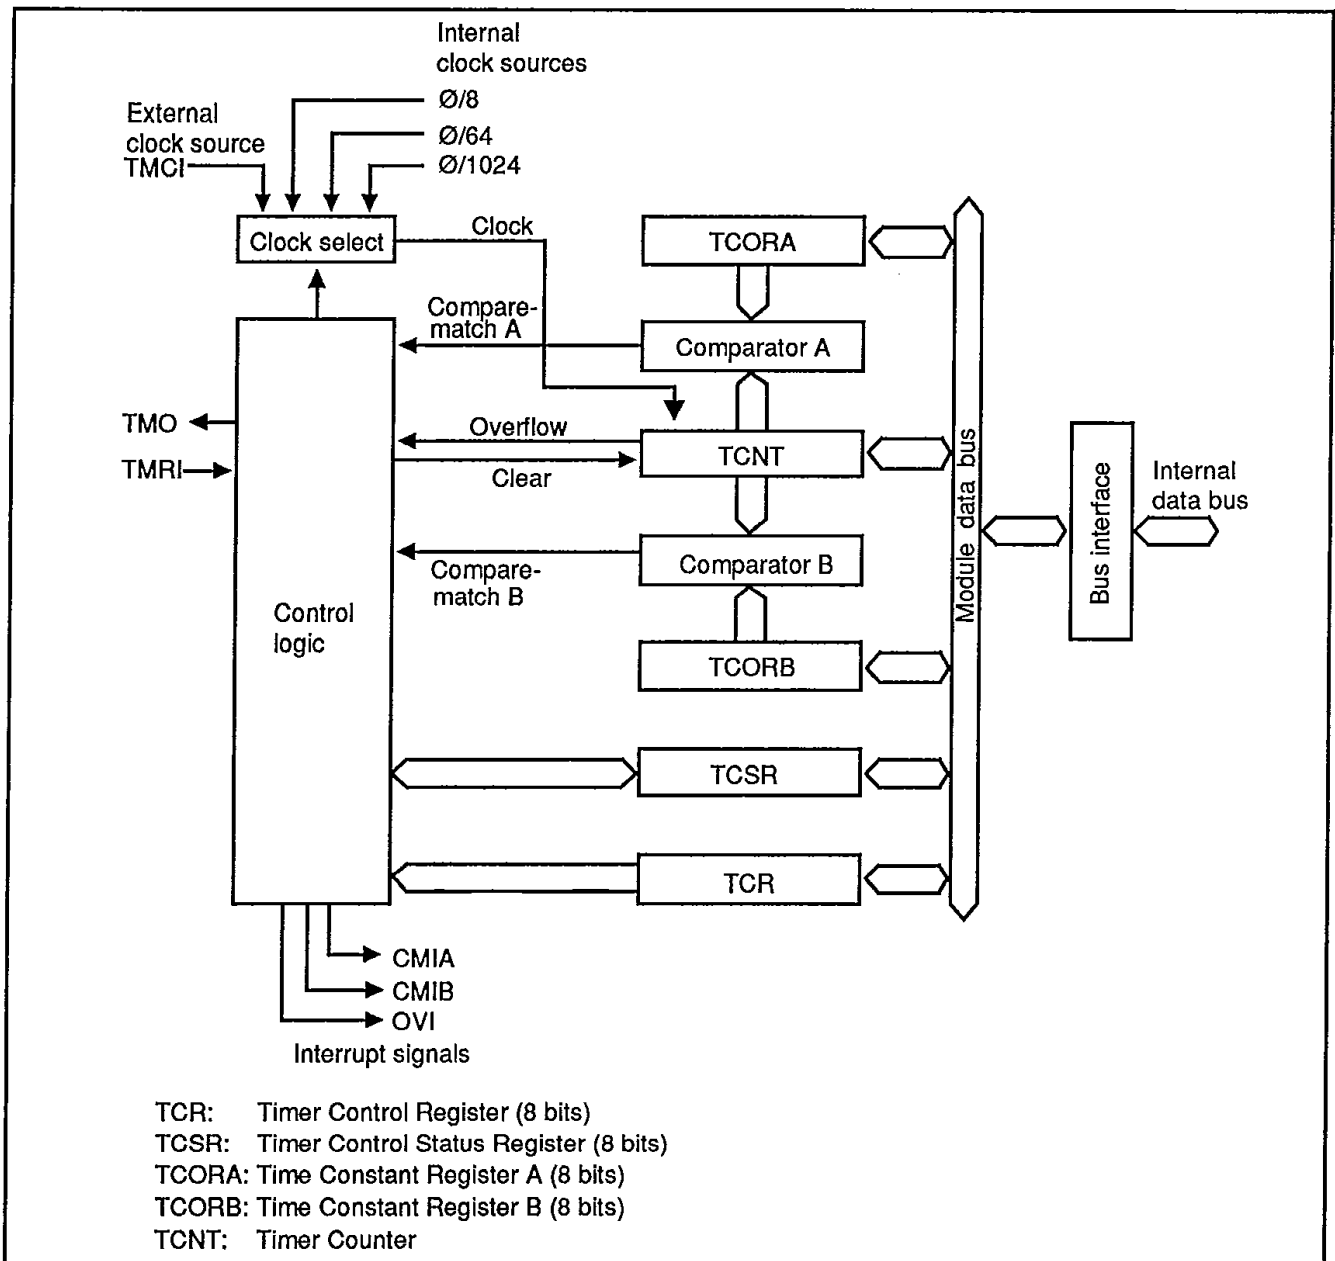 Internal
clock sources
Ø/8
Ø/64
Ø/1024
External
clock source
TMCI
Clock select
Clock
TCORA
Compare-
match A
Comparator A
TMO
TMRI
Overflow
Clear
TCNT
Module data bus
Bus interface
Internal
data bus
Compare-
match B
Comparator B
Control
logic
TCORB
TCSR
TCR
CMIA
CMIB
OVI
Interrupt signals
TCR: Timer Control Register (8 bits)
TCSR: Timer Control Status Register (8 bits)
TCORA: Time Constant Register A (8 bits)
TCORB: Time Constant Register B (8 bits)
TCNT: Timer Counter